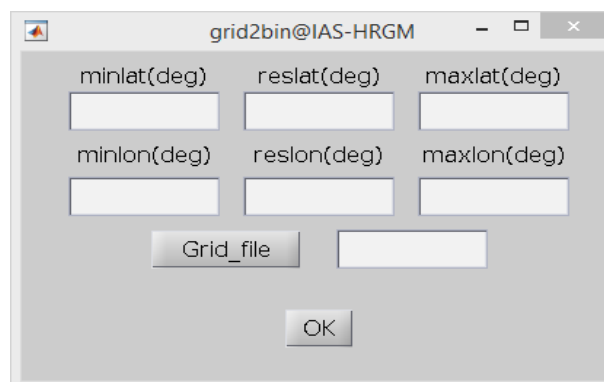 grid2bin@IAS-HRGM
minlat(deg) reslat(deg) maxlat(deg)
minlon(deg) reslon(deg) maxlon(deg)
Grid_file
OK